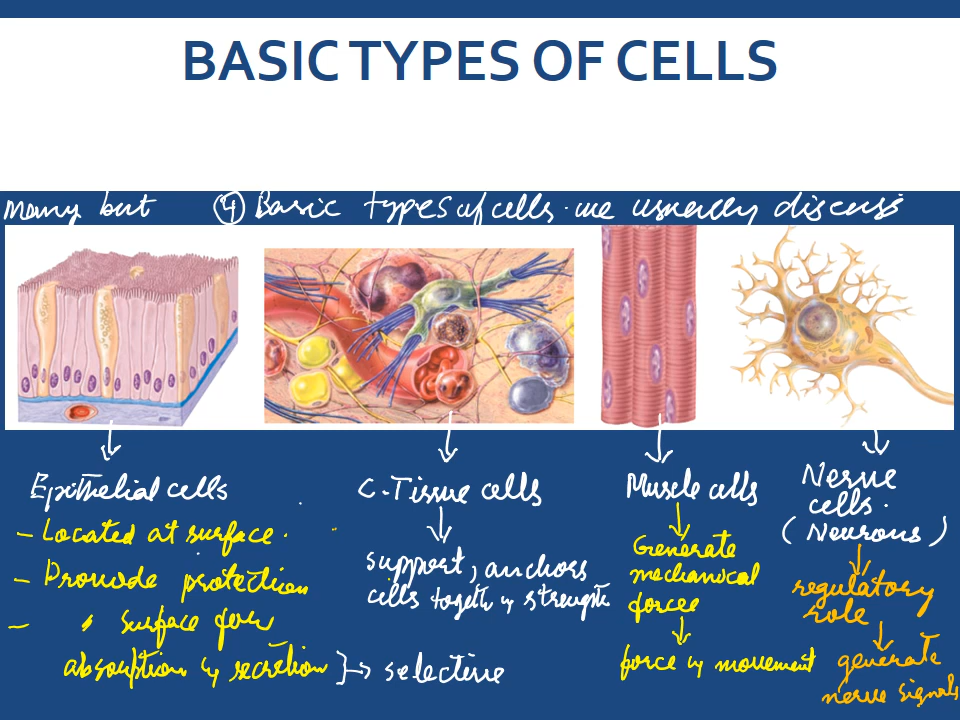 BASIC TYPES OF CELLS
Many but ④ Basic types of cells we usually discuss
Epithelial cells
- Located at surface.
- Provide protection
- " surface for
absorption & secretion }→ selective
C. Tissue cells
support, anchors
cells togeth & strength
Muscle cells
Generate
mechanical
forces
force & movement
Nerve
cells.
(Neurons)
regulatory
role
generate
nerve signals